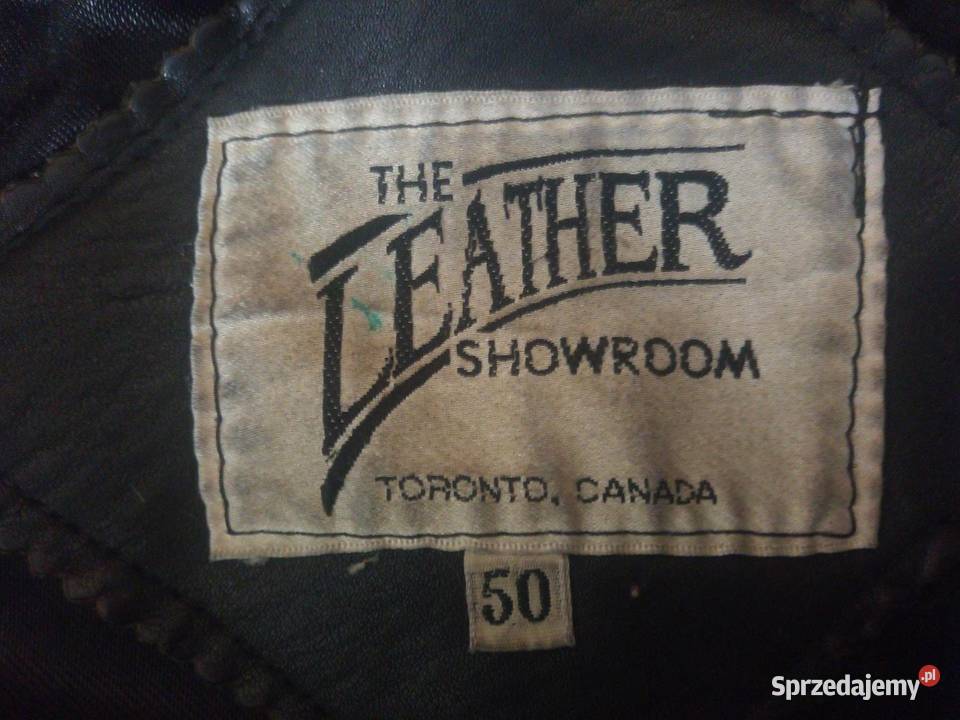 THE
LEATHER
SHOWROOM
TORONTO, CANADA
50
Sprzedajemy.pl